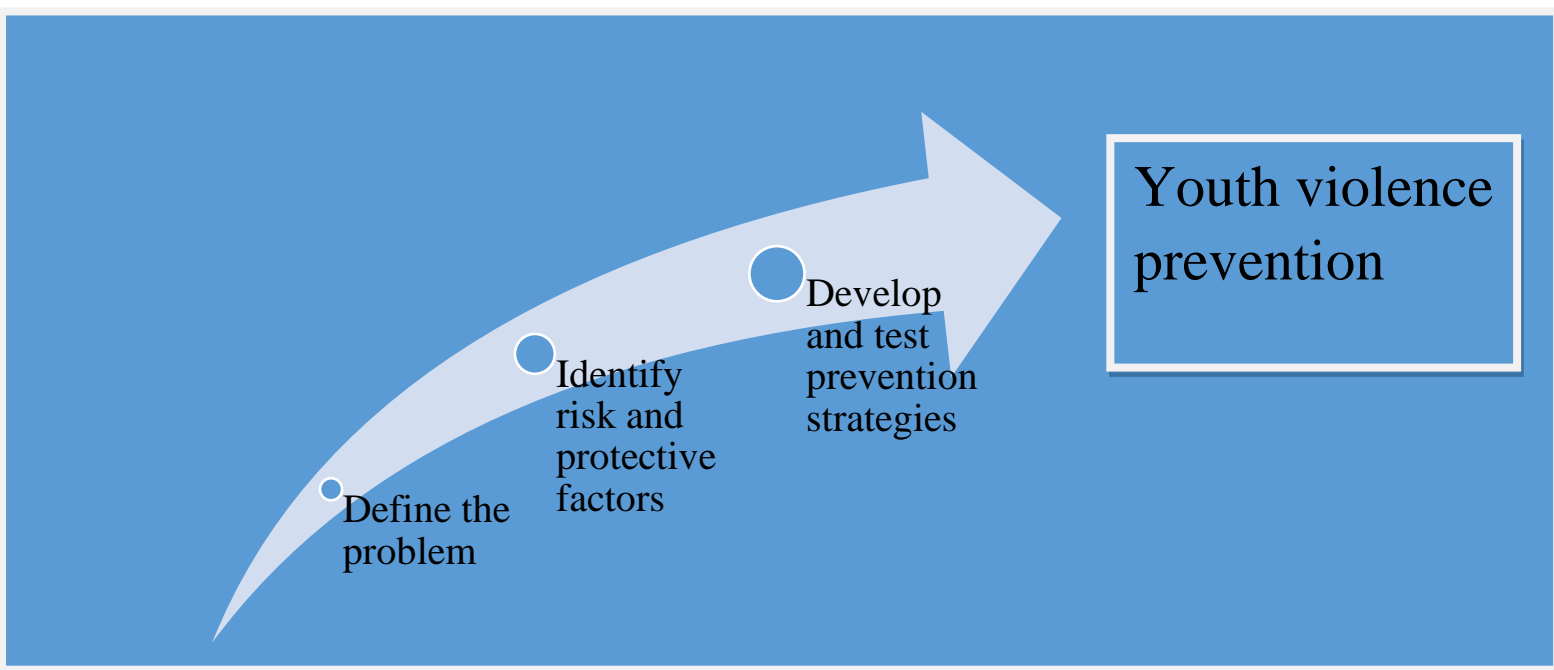 Define the
problem
Identify
risk and
protective
factors
Develop
and test
prevention
strategies
Youth violence
prevention